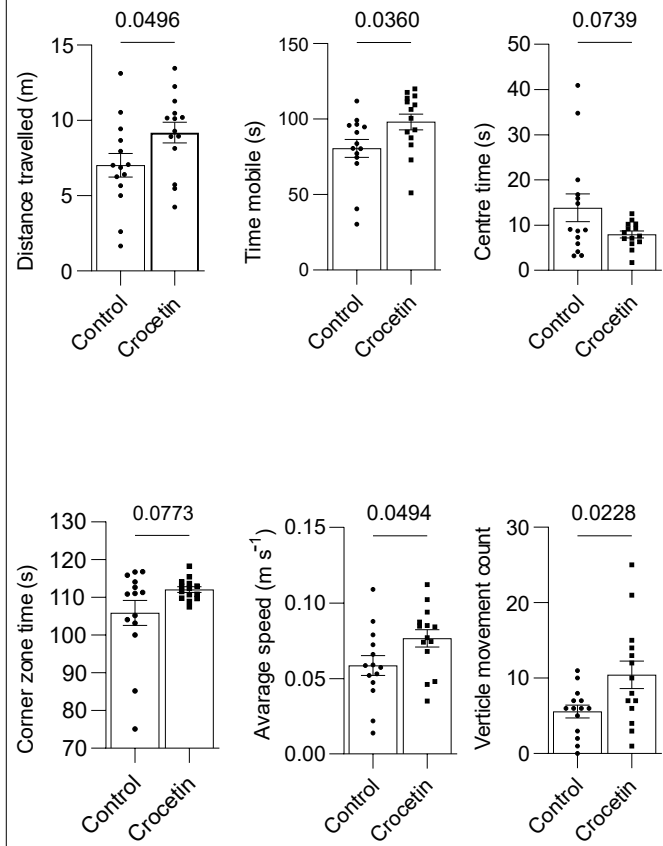 0.0496
Distance travelled (m)
15
10
5
0
Control
Crocetin
0.0360
Time mobile (s)
150
100
50
0
Control
Crocetin
0.0739
Centre time (s)
50
40
30
20
10
0
Control
Crocetin
0.0773
Corner zone time (s)
130
120
110
100
90
80
70
Control
Crocetin
0.0494
Avarage speed (m s⁻¹)
0.15
0.10
0.05
0.00
Control
Crocetin
0.0228
Verticle movement count
30
20
10
0
Control
Crocetin